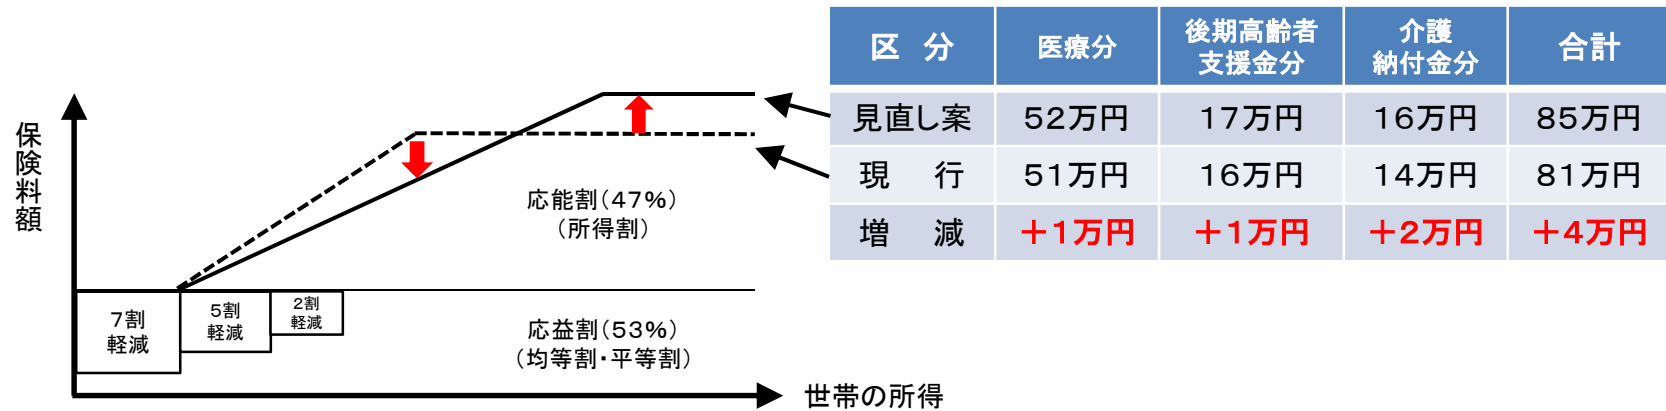 保険料額
応能割(47%)
(所得割)
7割
軽減
5割
軽減
2割
軽減
応益割(53%)
(均等割・平等割)
世帯の所得
区 分 医療分 後期高齢者支援金分 介護納付金分 合計
見直し案 52万円 17万円 16万円 85万円
現 行 51万円 16万円 14万円 81万円
増 減 +1万円 +1万円 +2万円 +4万円